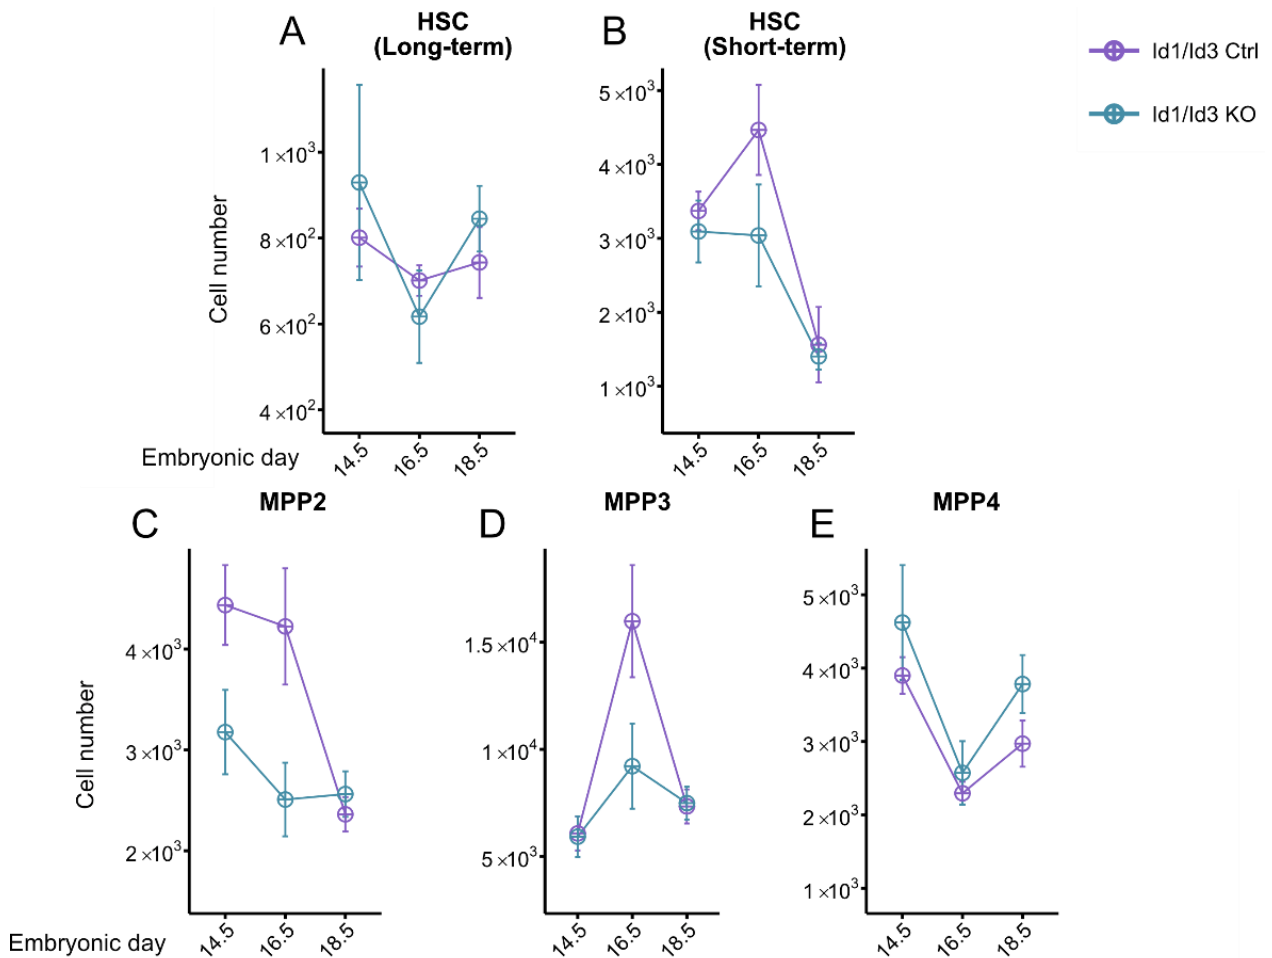 A
HSC
(Long-term)
B
HSC
(Short-term)
Id1/Id3 Ctrl
Id1/Id3 KO
Cell number
1 ×10³
8 ×10²
6 ×10²
4 ×10²
14.5
16.5
18.5
5 ×10³
4 ×10³
3 ×10³
2 ×10³
1 ×10³
14.5
16.5
18.5
Embryonic day
C
MPP2
D
MPP3
E
MPP4
Cell number
4 ×10³
3 ×10³
2 ×10³
14.5
16.5
18.5
1.5 ×10⁴
1 ×10⁴
5 ×10³
14.5
16.5
18.5
5 ×10³
4 ×10³
3 ×10³
2 ×10³
1 ×10³
14.5
16.5
18.5
Embryonic day